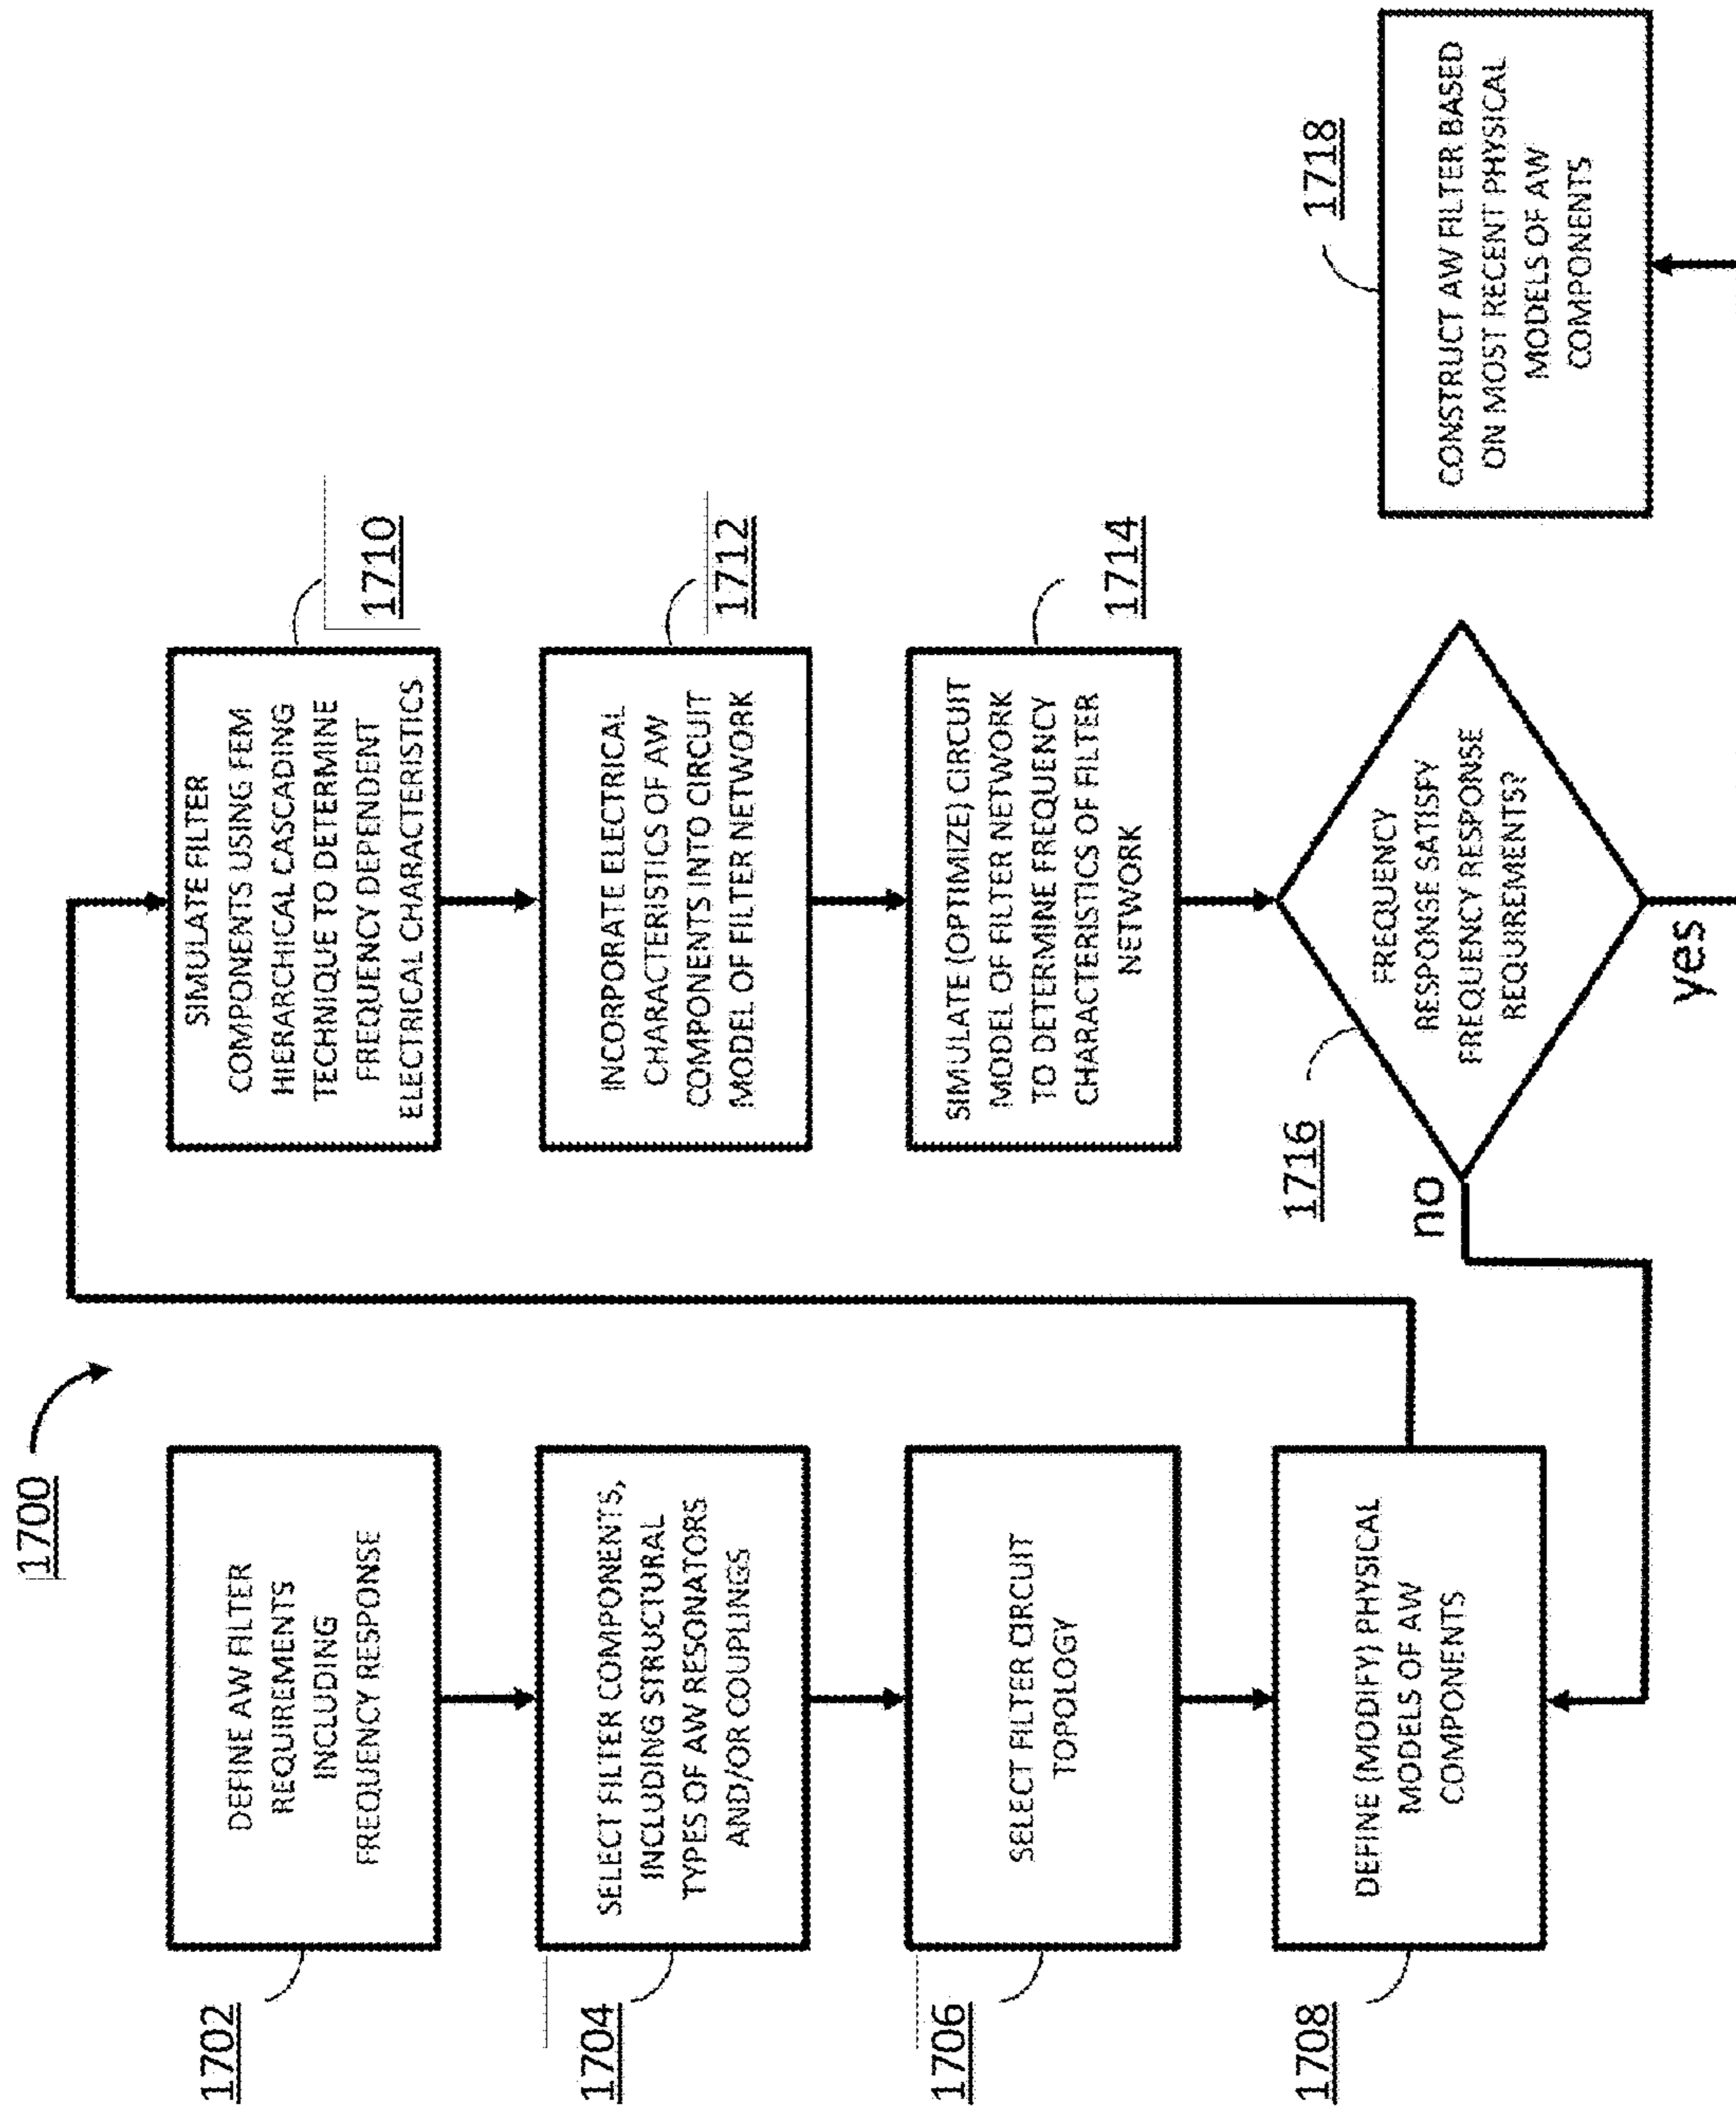 1700
1702
DEFINE AW FILTER
REQUIREMENTS
INCLUDING
FREQUENCY RESPONSE
1704
SELECT FILTER COMPONENTS,
INCLUDING STRUCTURAL
TYPES OF AW RESONATORS
AND/OR COUPLINGS
1706
SELECT FILTER CIRCUIT
TOPOLOGY
1708
DEFINE (MODIFY) PHYSICAL
MODELS OF AW
COMPONENTS
1710
SIMULATE FILTER
COMPONENTS USING FEM
HIERARCHICAL CASCADING
TECHNIQUE TO DETERMINE
FREQUENCY DEPENDENT
ELECTRICAL CHARACTERISTICS
1712
INCORPORATE ELECTRICAL
CHARACTERISTICS OF AW
COMPONENTS INTO CIRCUIT
MODEL OF FILTER NETWORK
1714
SIMULATE (OPTIMIZE) CIRCUIT
MODEL OF FILTER NETWORK
TO DETERMINE FREQUENCY
CHARACTERISTICS OF FILTER
NETWORK
1716
FREQUENCY
RESPONSE SATISFY
FREQUENCY RESPONSE
REQUIREMENTS?
no
yes
1718
CONSTRUCT AW FILTER BASED
ON MOST RECENT PHYSICAL
MODELS OF AW
COMPONENTS